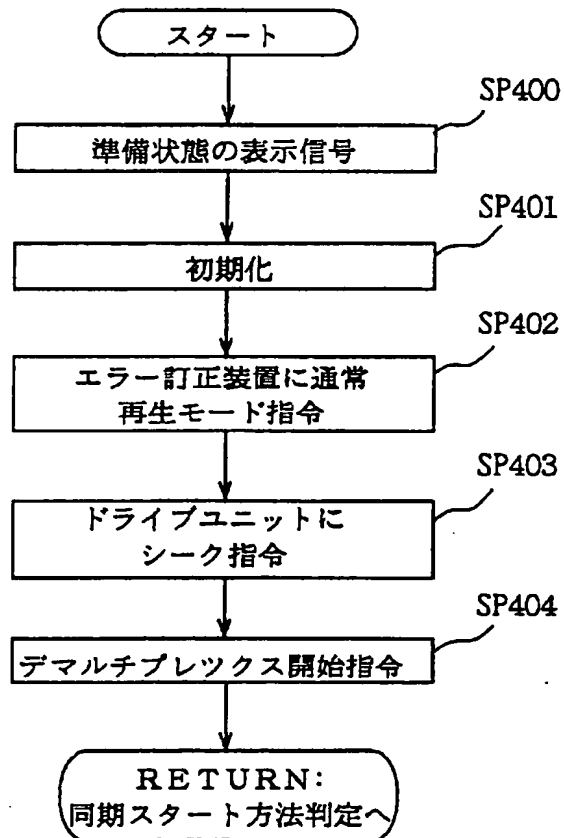 スタート
SP400
準備状態の表示信号
SP401
初期化
SP402
エラー訂正装置に通常
再生モード指令
SP403
ドライブユニットに
シーク指令
SP404
デマルチプレツクス開始指令
RETURN:
同期スタート方法判定へ